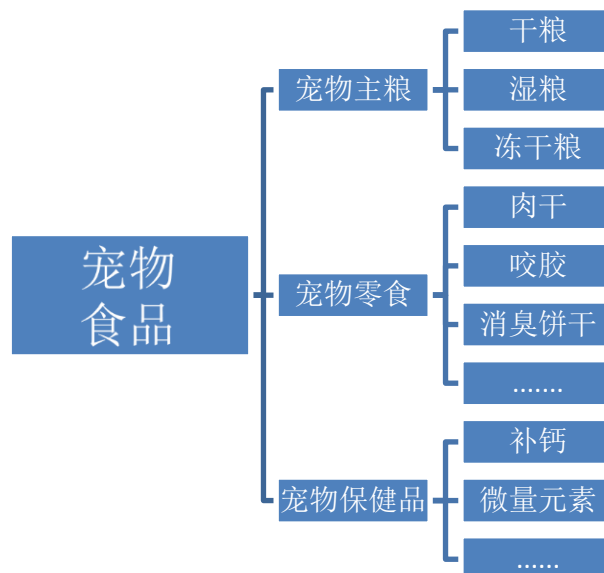 宠物
食品
宠物主粮
干粮
湿粮
冻干粮
宠物零食
肉干
咬胶
消臭饼干
.......
宠物保健品
补钙
微量元素
......